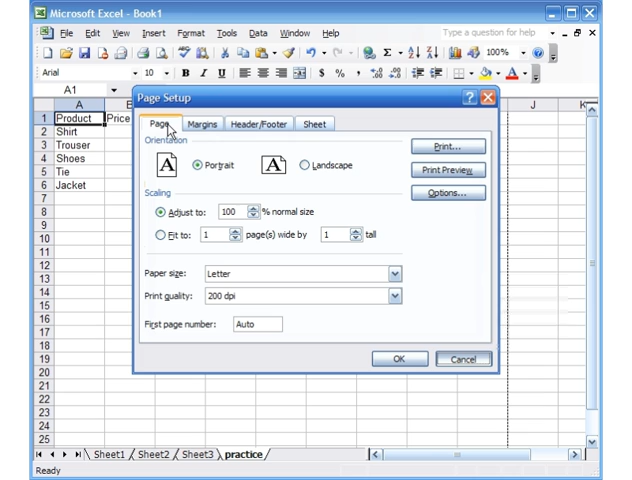 Microsoft Excel - Book1
File Edit View Insert Format Tools Data Window Help
Type a question for help
100%
Arial 10 B I U $ % ,
A1
A J K
1 Product Price
2 Shirt
3 Trouser
4 Shoes
5 Tie
6 Jacket
7
8
9
10
11
12
13
14
15
16
17
18
19
20
21
22
23
24
25
Page Setup
Page Margins Header/Footer Sheet
Orientation
A Portrait A Landscape
Scaling
Adjust to: 100 % normal size
Fit to: 1 page(s) wide by 1 tall
Paper size: Letter
Print quality: 200 dpi
First page number: Auto
Print...
Print Preview
Options...
OK Cancel
Sheet1 / Sheet2 / Sheet3 \ practice /
Ready